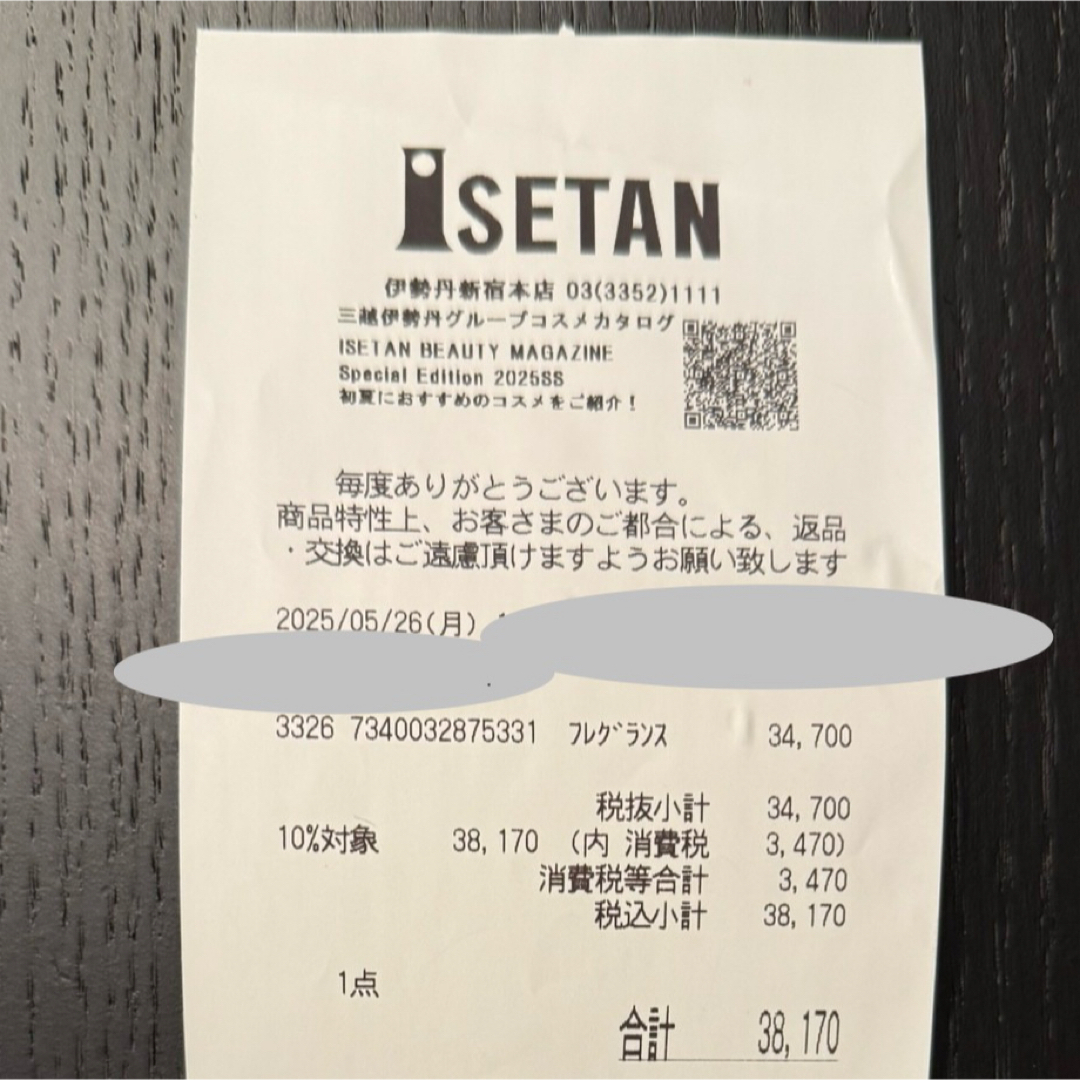 ISETAN
伊勢丹新宿本店 03(3352)1111
三越伊勢丹グループコスメカタログ
ISETAN BEAUTY MAGAZINE
Special Edition 2025SS
初夏におすすめのコスメをご紹介!
毎度ありがとうございます。
商品特性上、お客さまのご都合による、返品
・交換はご遠慮頂けますようお願い致します
2025/05/26(月)
3326 7340032875331 フレグランス 34,700
税抜小計 34,700
10%対象 38,170 (内 消費税 3,470)
消費税等合計 3,470
税込小計 38,170
1点
合計 38,170